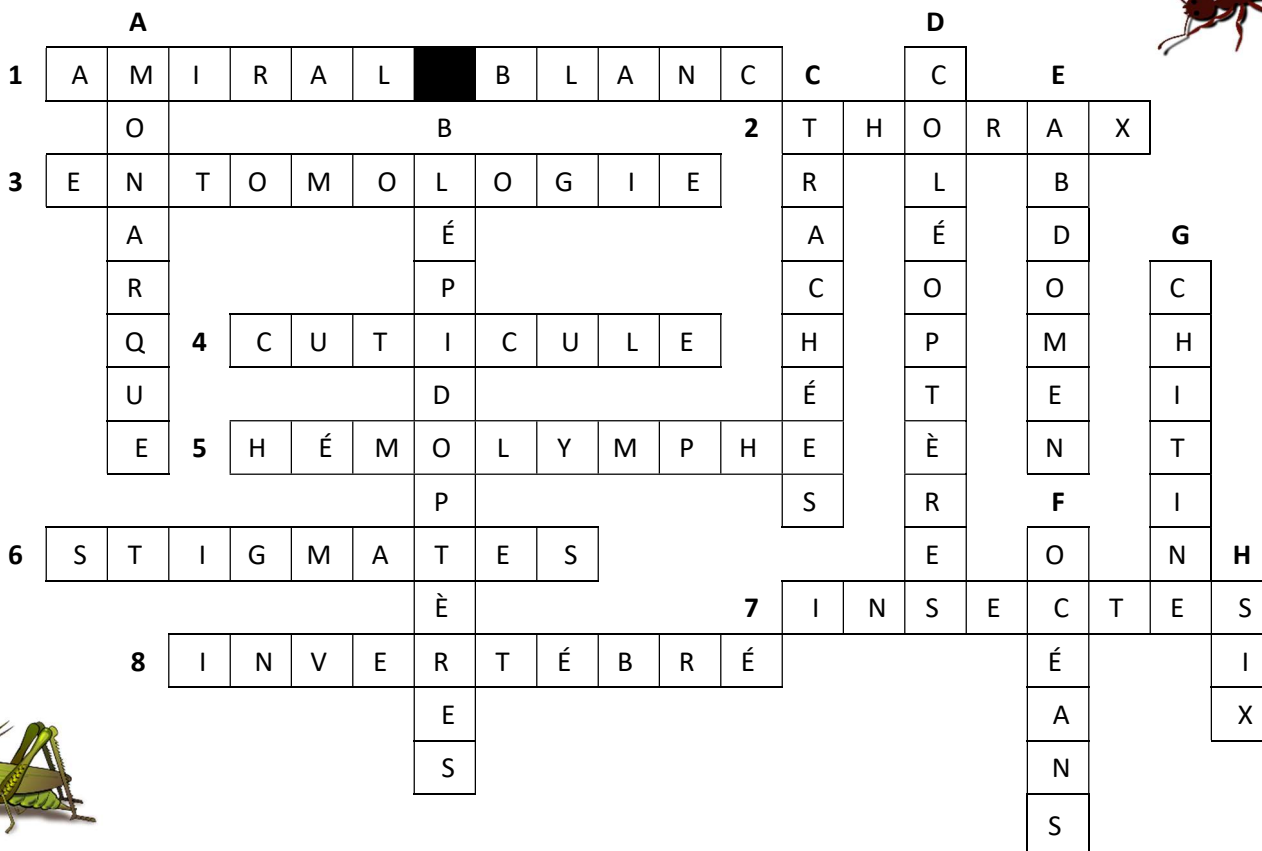 A D
1 A M I R A L B L A N C C C E
O B 2 T H O R A X
3 E N T O M O L O G I E R L B
A É A É D G
R P C O O C
Q 4 C U T I C U L E H P M H
U D É T E I
E 5 H É M O L Y M P H E È N T
P S R F I
6 S T I G M A T E S E O N H
È 7 I N S E C T E S
8 I N V E R T É B R É É I
E A X
S N
S